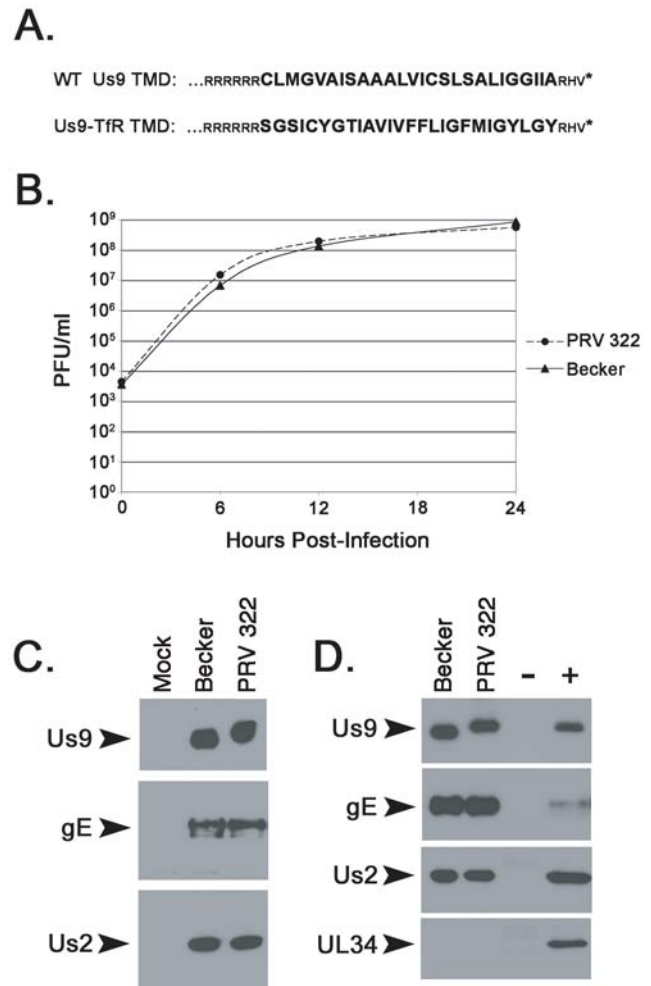 A.
WT Us9 TMD: ...RRRRRRCLMGVAISAAALVICSLSALIGGIIARHV*
Us9-TfR TMD: ...RRRRRRSGSICYGTIAVIVFFLIGFMIGYLGYRHV*
B.
10⁹
10⁸
10⁷
10⁶
10⁵
10⁴
10³
10²
10¹
10⁰
PFU/ml
0 6 12 18 24
Hours Post-Infection
PRV 322
Becker
C.
Mock
Becker
PRV 322
Us9
gE
Us2
D.
Becker
PRV 322
-
+
Us9
gE
Us2
UL34